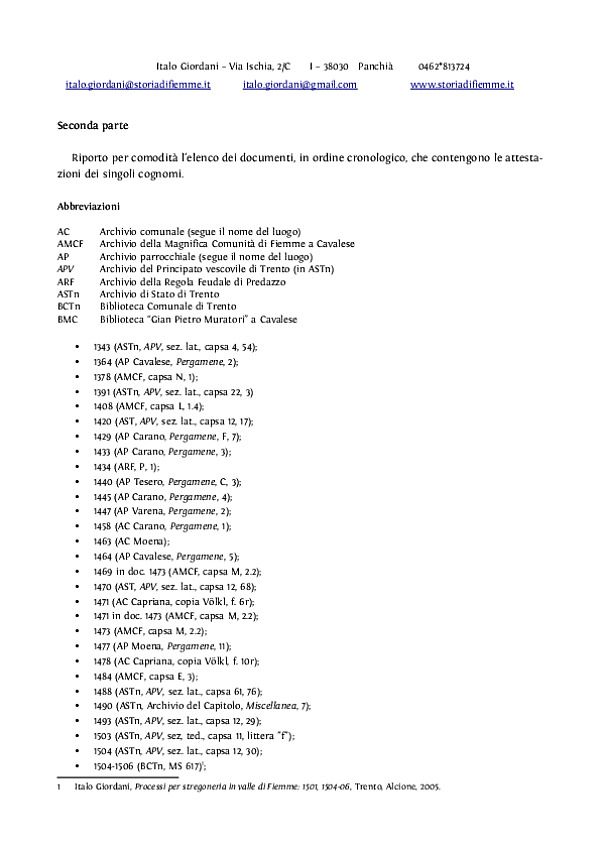 Italo Giordani – Via Ischia, 2/C I – 38030 Panchià 0462*813724
italo.giordani@storiadifiemme.it italo.giordani@gmail.com www.storiadifiemme.it
Seconda parte
Riporto per comodità l'elenco dei documenti, in ordine cronologico, che contengono le attesta-
zioni dei singoli cognomi.
Abbreviazioni
AC Archivio comunale (segue il nome del luogo)
AMCF Archivio della Magnifica Comunità di Fiemme a Cavalese
AP Archivio parrocchiale (segue il nome del luogo)
APV Archivio del Principato vescovile di Trento (in ASTn)
ARF Archivio della Regola Feudale di Predazzo
ASTn Archivio di Stato di Trento
BCTn Biblioteca Comunale di Trento
BMC Biblioteca "Gian Pietro Muratori" a Cavalese
• 1343 (ASTn, APV, sez. lat., capsa 4, 54);
• 1364 (AP Cavalese, Pergamene, 2);
• 1378 (AMCF, capsa N, 1);
• 1391 (ASTn, APV, sez. lat., capsa 22, 3)
• 1408 (AMCF, capsa L, 1.4);
• 1420 (AST, APV, sez. lat., capsa 12, 17);
• 1429 (AP Carano, Pergamene, F, 7);
• 1433 (AP Carano, Pergamene, 3);
• 1434 (ARF, P, 1);
• 1440 (AP Tesero, Pergamene, C, 3);
• 1445 (AP Carano, Pergamene, 4);
• 1447 (AP Varena, Pergamene, 2);
• 1458 (AC Carano, Pergamene, 1);
• 1463 (AC Moena);
• 1464 (AP Cavalese, Pergamene, 5);
• 1469 in doc. 1473 (AMCF, capsa M, 2.2);
• 1470 (AST, APV, sez. lat., capsa 12, 68);
• 1471 (AC Capriana, copia Völkl, f. 6r);
• 1471 in doc. 1473 (AMCF, capsa M, 2.2);
• 1473 (AMCF, capsa M, 2.2);
• 1477 (AP Moena, Pergamene, 11);
• 1478 (AC Capriana, copia Völkl, f. 10r);
• 1484 (AMCF, capsa E, 3);
• 1488 (ASTn, APV, sez. lat., capsa 61, 76);
• 1490 (ASTn, Archivio del Capitolo, Miscellanea, 7);
• 1493 (ASTn, APV, sez. lat., capsa 12, 29);
• 1503 (ASTn, APV, sez, ted., capsa 11, littera "f");
• 1504 (ASTn, APV, sez. lat., capsa 12, 30);
• 1504-1506 (BCTn, MS 617)¹;
1 Italo Giordani, Processi per stregoneria in valle di Fiemme: 1501, 1504-06, Trento, Alcione, 2005.